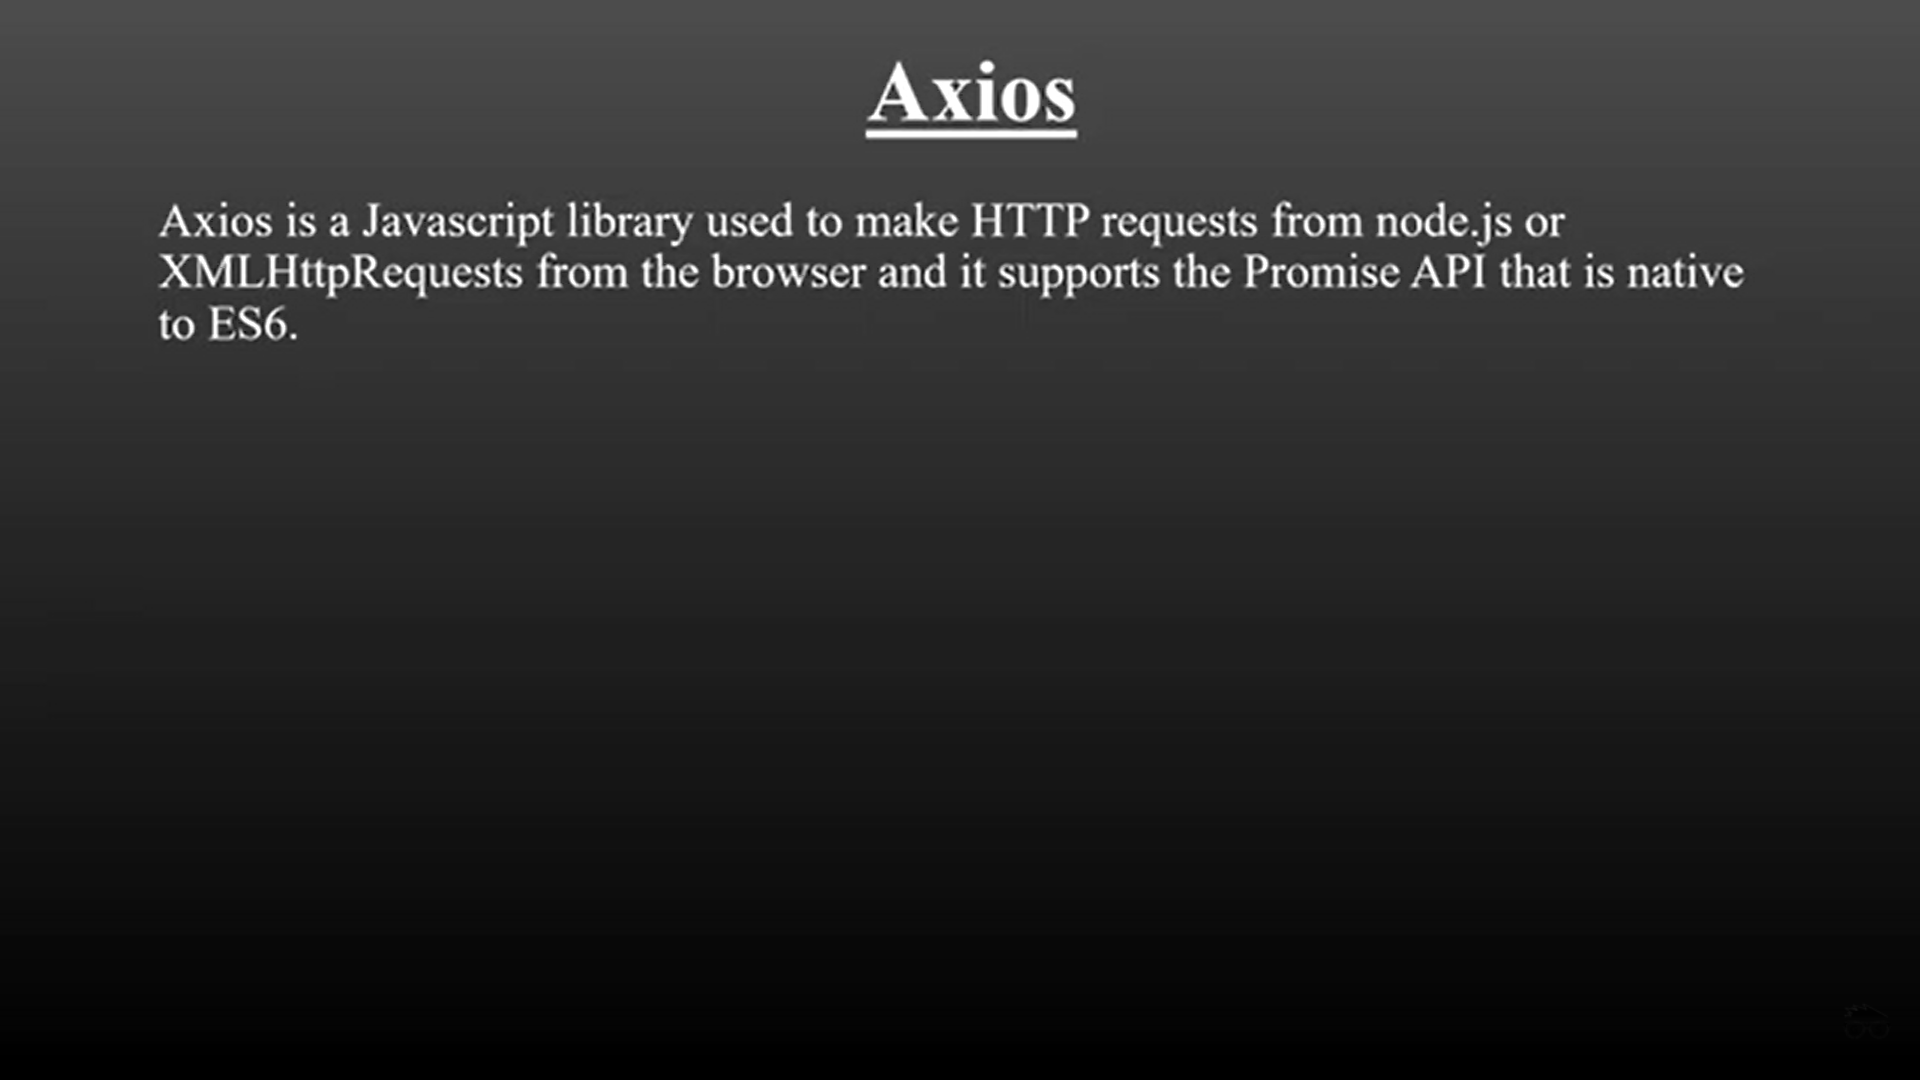 Axios
Axios is a Javascript library used to make HTTP requests from node.js or
XMLHttpRequests from the browser and it supports the Promise API that is native
to ES6.